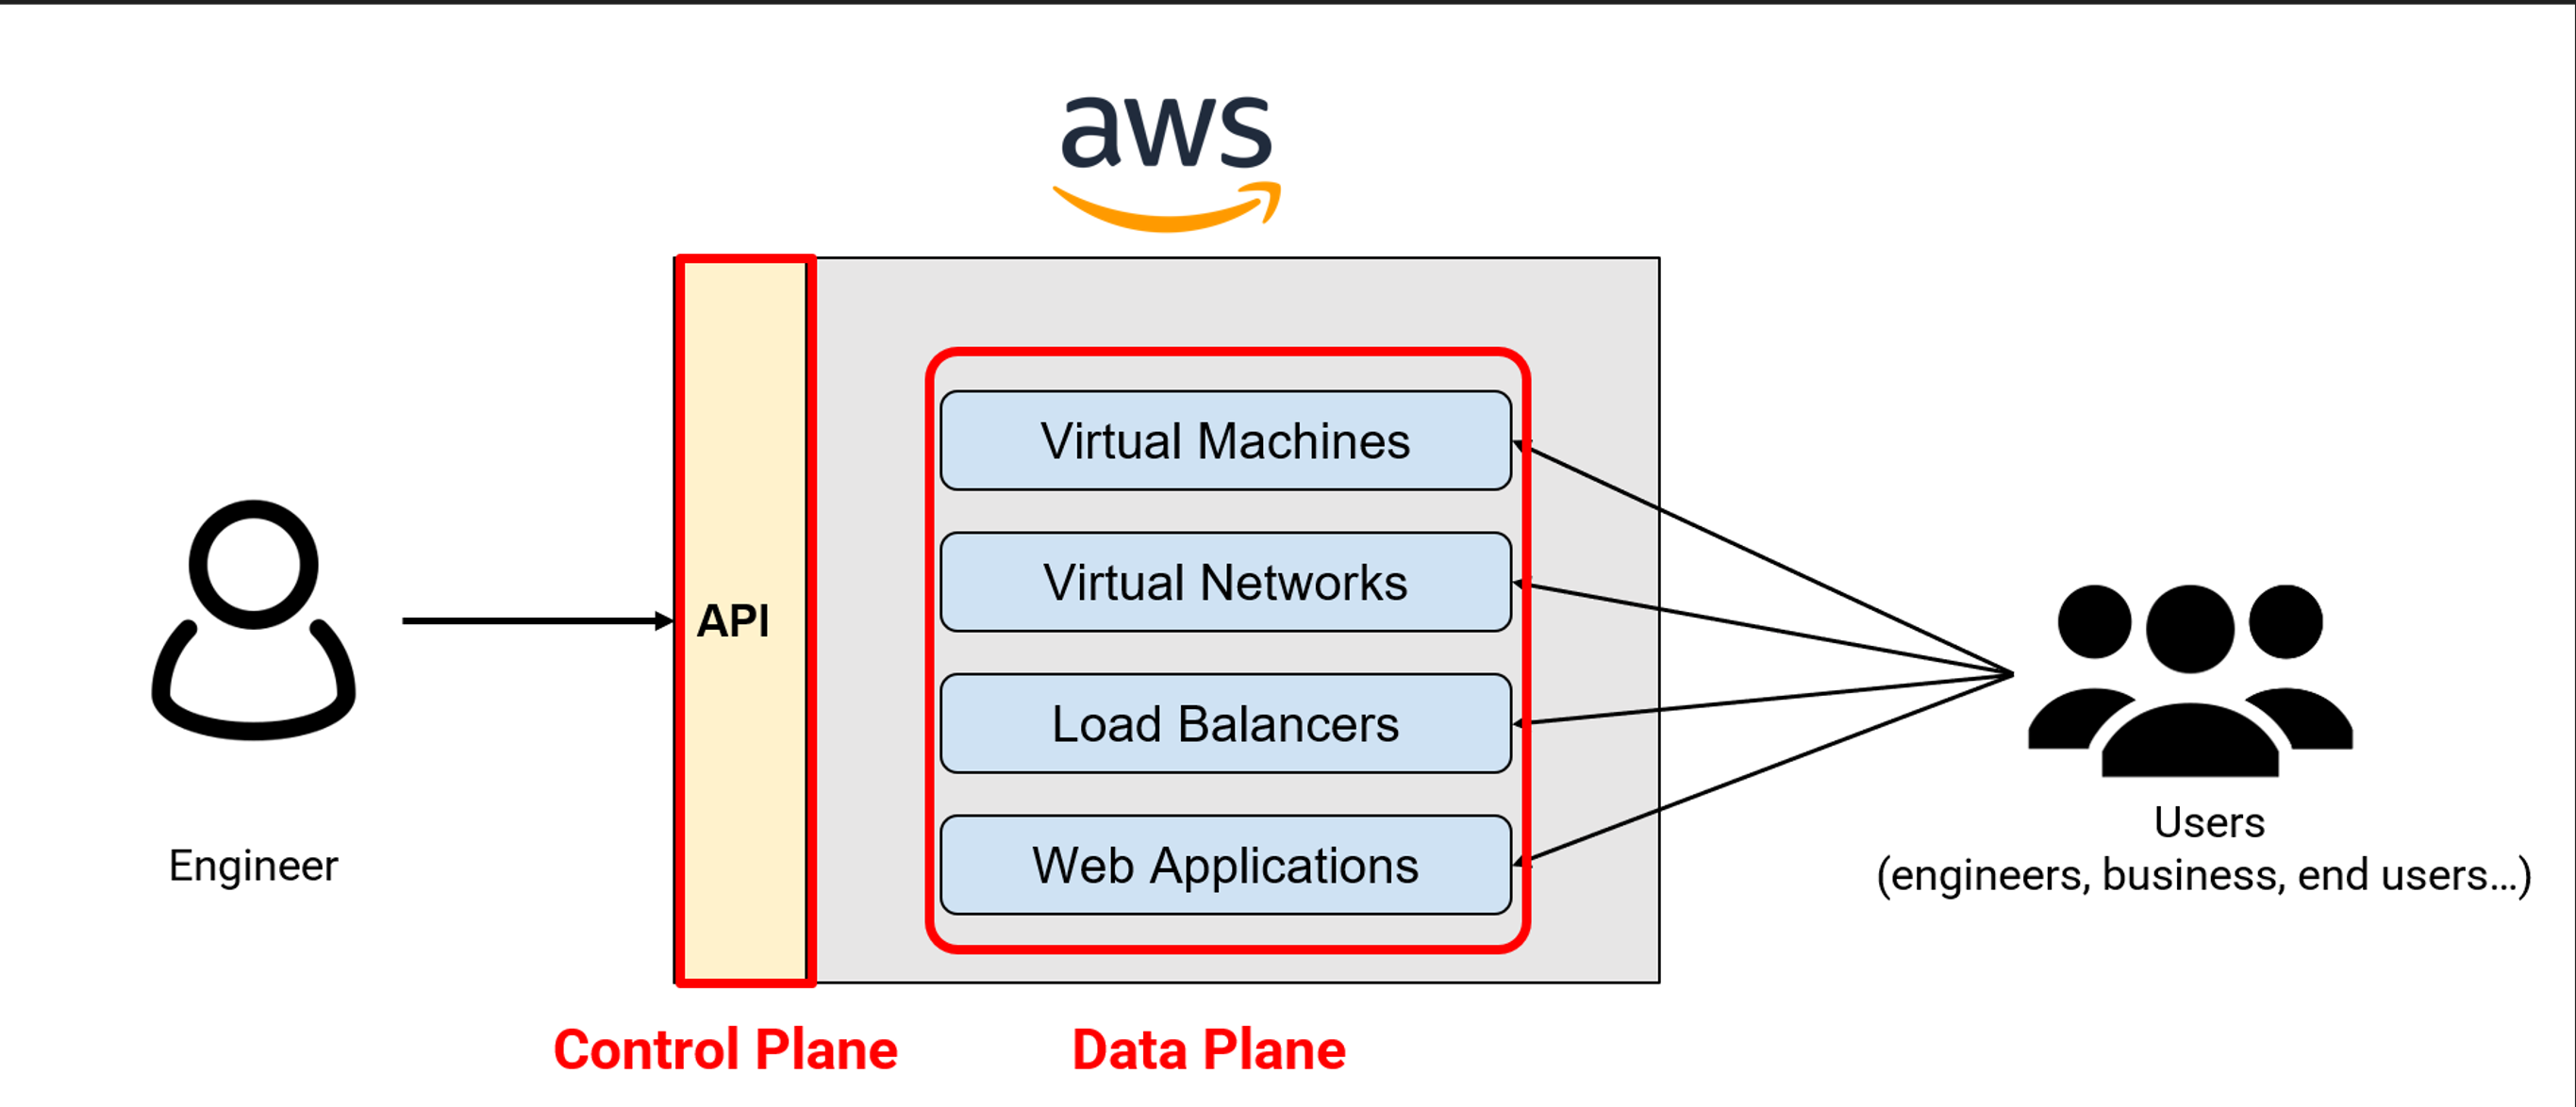 aws
API
Virtual Machines
Virtual Networks
Load Balancers
Web Applications
Engineer
Users
(engineers, business, end users...)
Control Plane
Data Plane